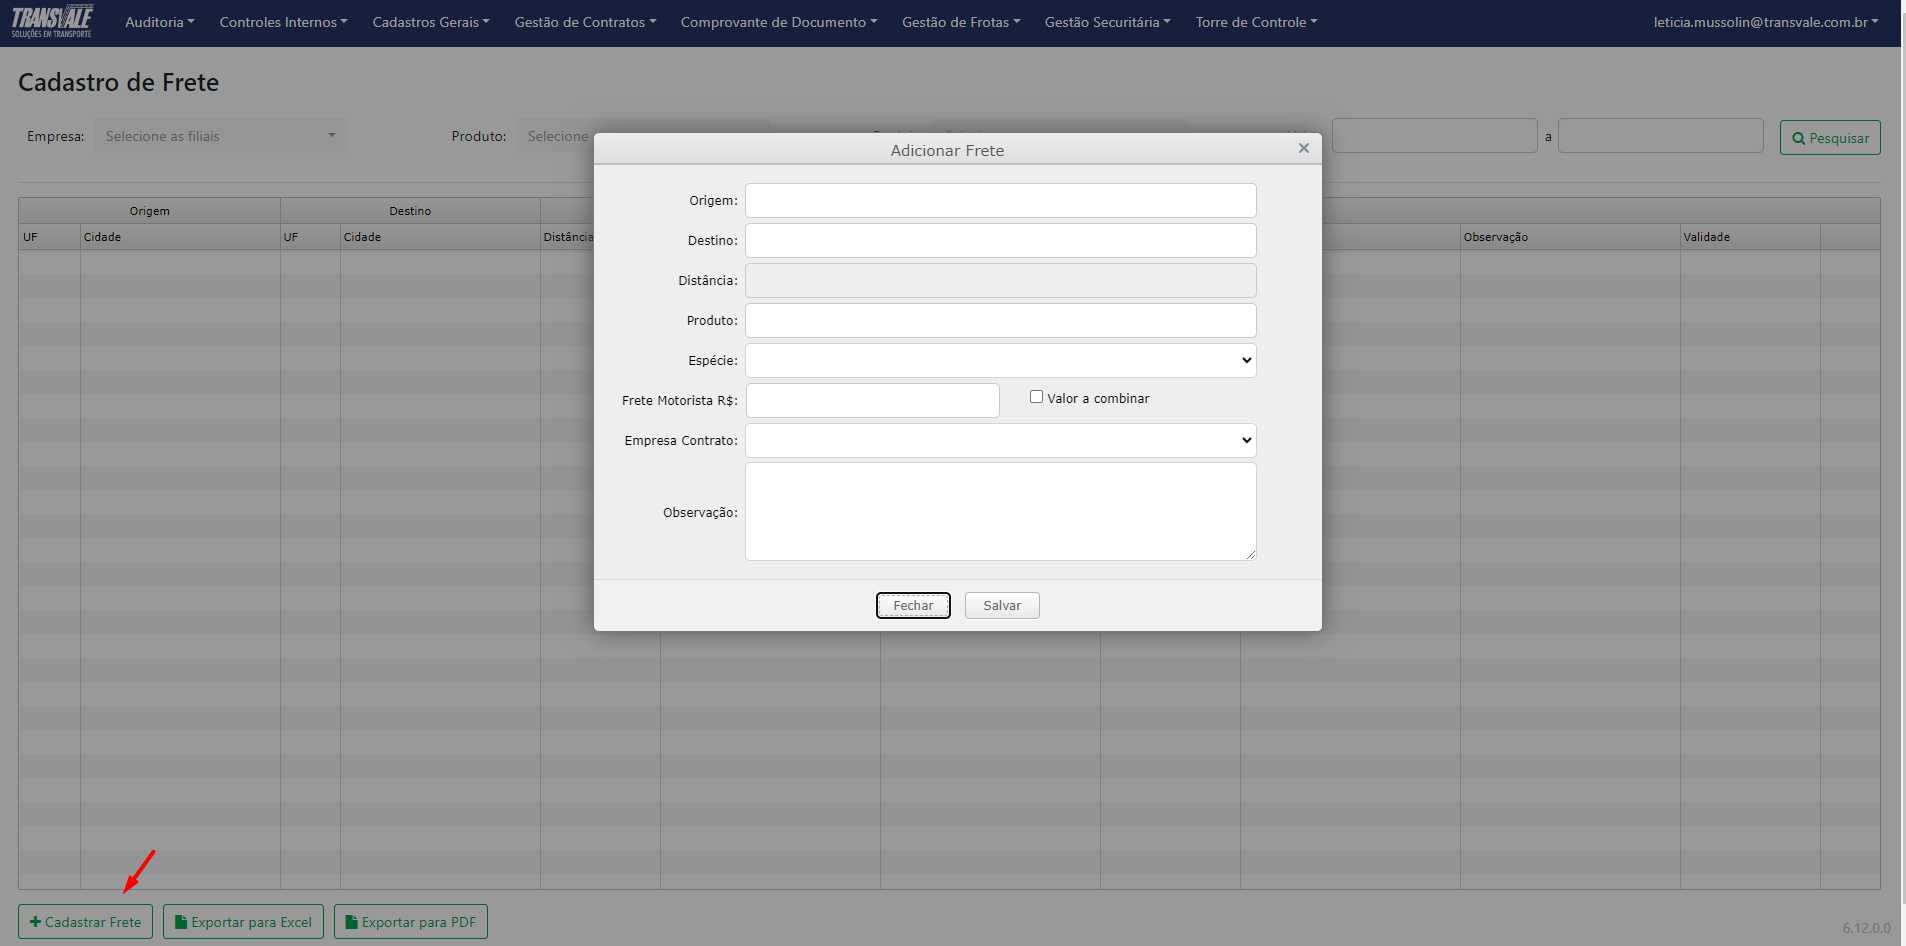 TRANSVALE
SOLUÇÕES EM TRANSPORTE
Auditoria Controles Internos Cadastros Gerais Gestão de Contratos Comprovante de Documento Gestão de Frotas Gestão Securitária Torre de Controle leticia.mussolin@transvale.com.br
Cadastro de Frete
Empresa: Selecione as filiais Produto: Selecione a Pesquisar
Adicionar Frete
Origem Destino
UF Cidade UF Cidade Distância Observação Validade
Origem:
Destino:
Distância:
Produto:
Espécie:
Frete Motorista R$: Valor a combinar
Empresa Contrato:
Observação:
Fechar Salvar
Cadastrar Frete Exportar para Excel Exportar para PDF
6.12.0.0